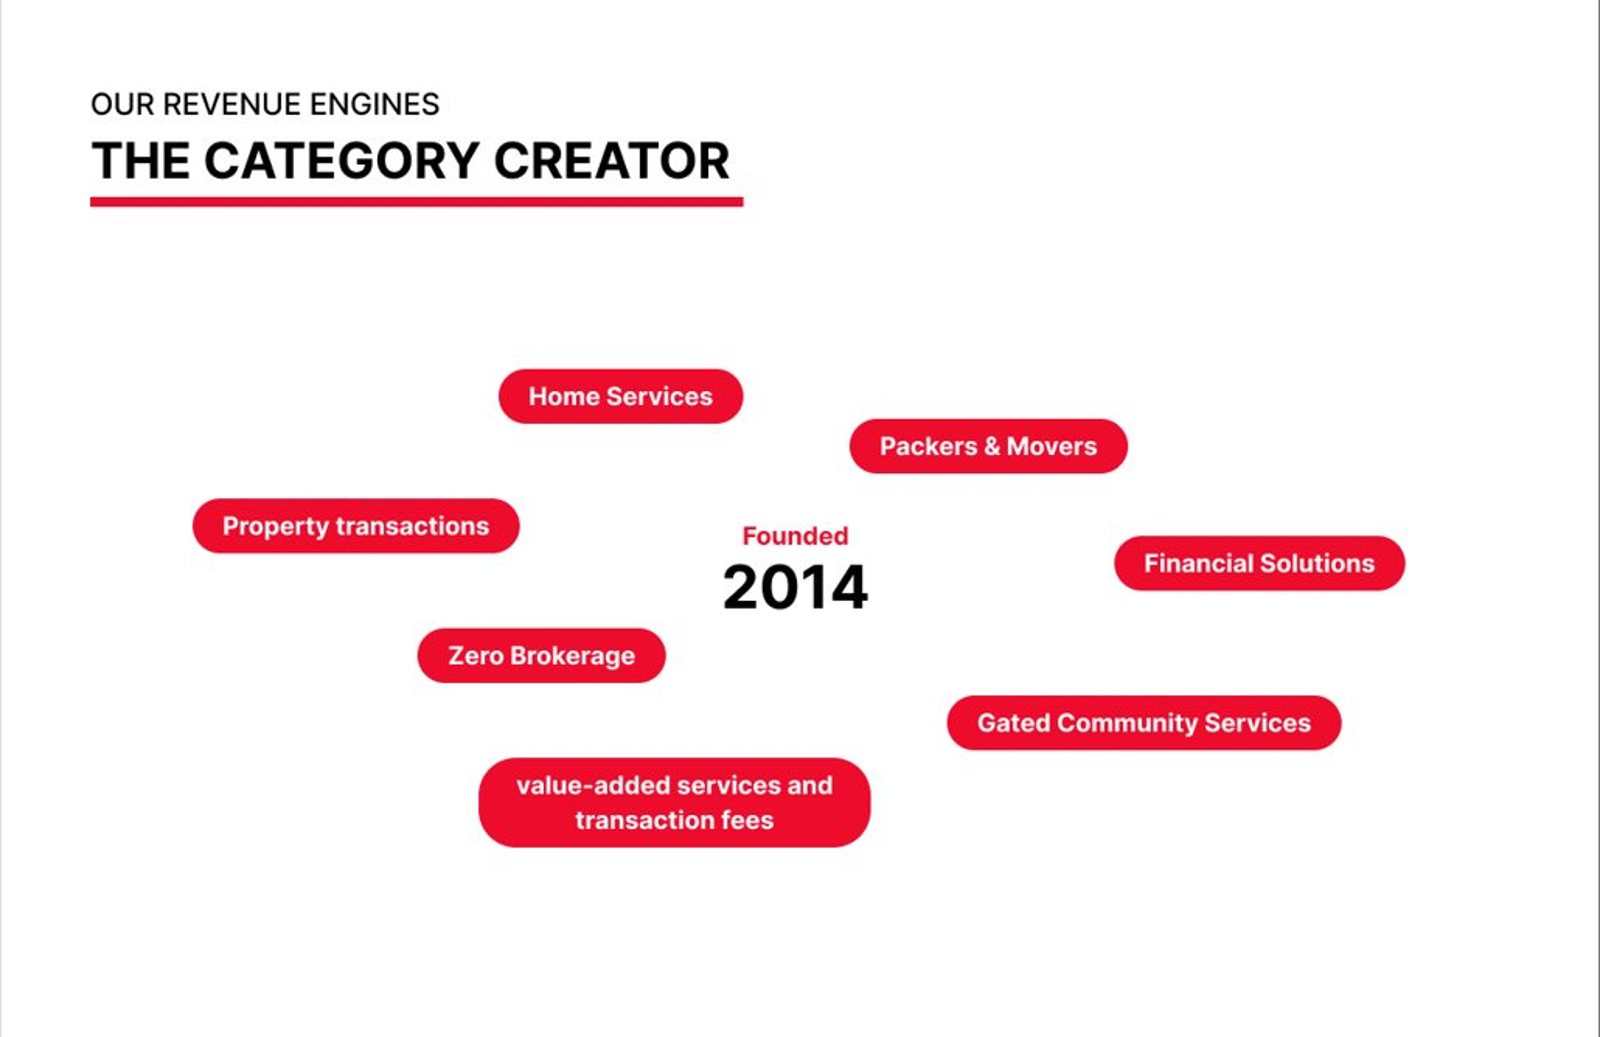 OUR REVENUE ENGINES
THE CATEGORY CREATOR
Home Services
Packers & Movers
Property transactions
Founded
2014
Financial Solutions
Zero Brokerage
Gated Community Services
value-added services and
transaction fees